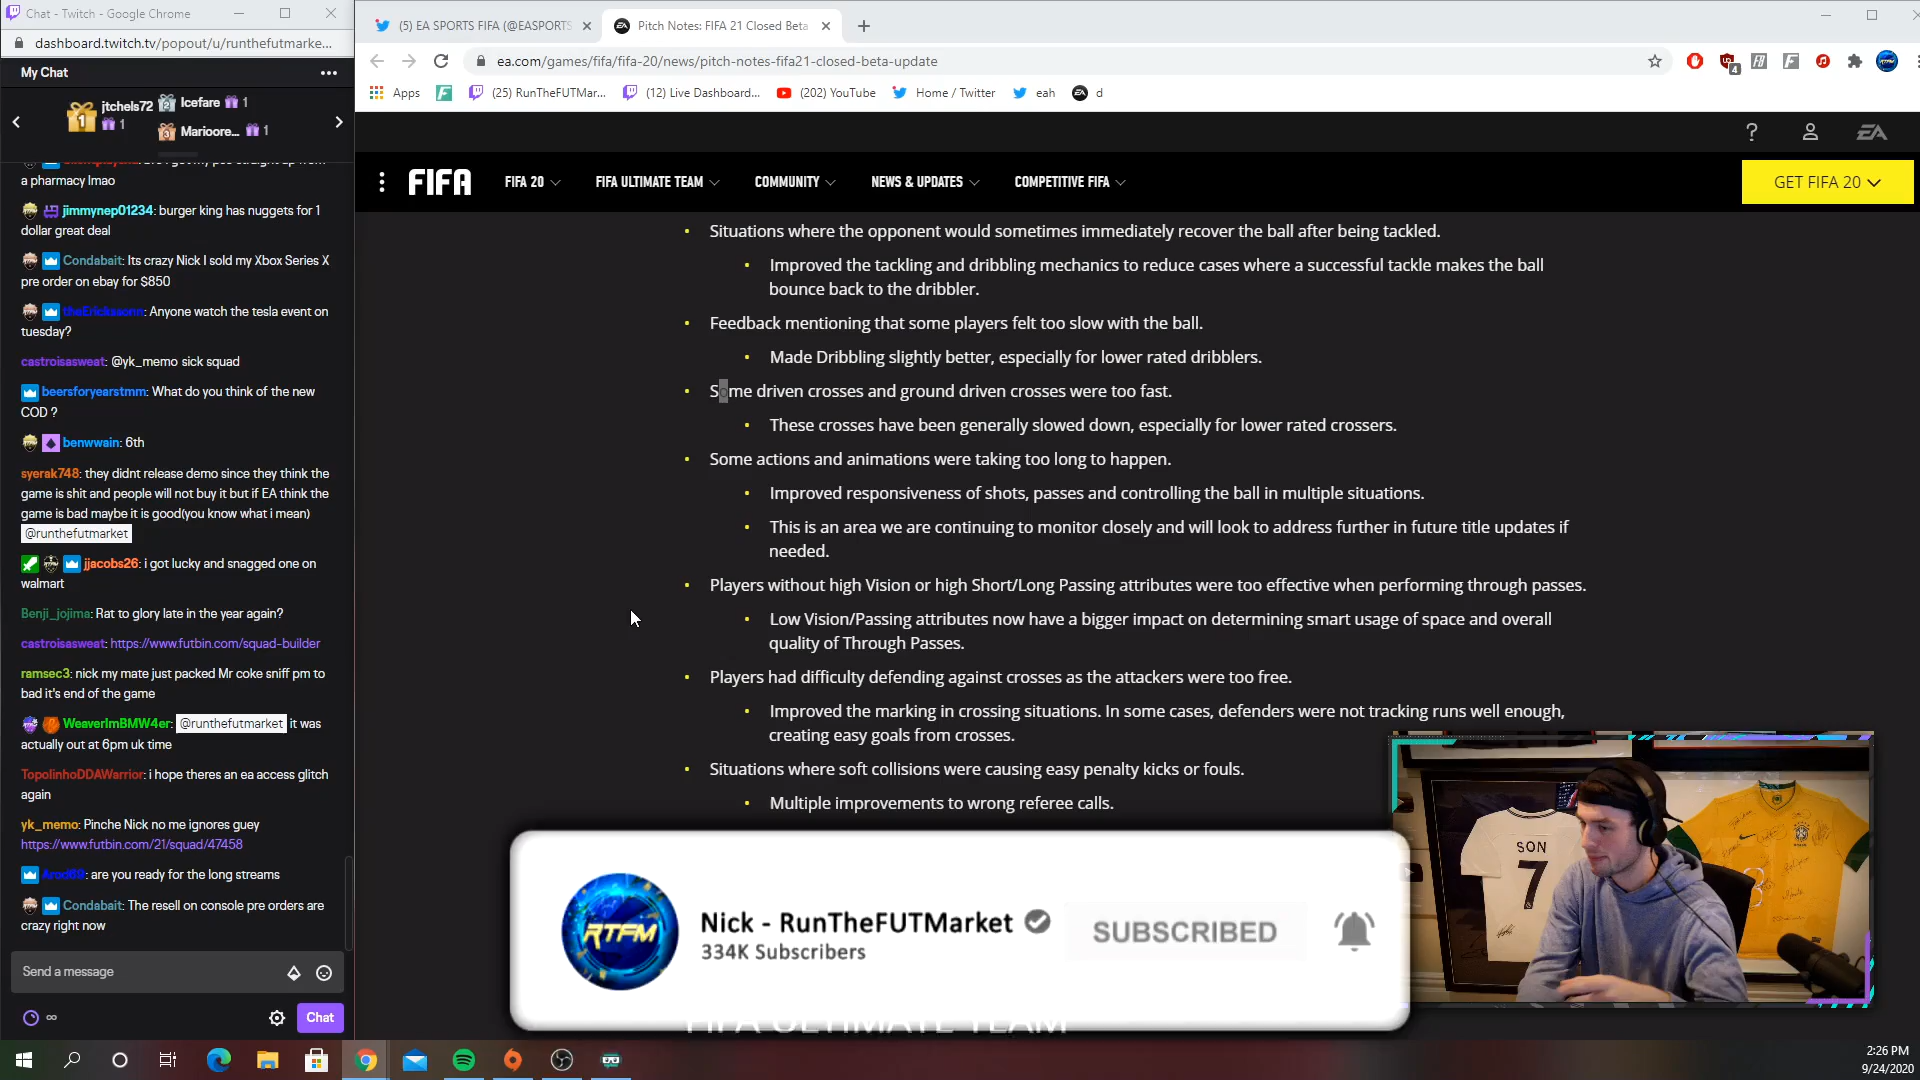 Chat - Twitch - Google Chrome
dashboard.twitch.tv/popout/u/runthefutmarke...
My Chat
jtchels72
1
Icefare 1
Marioore... 1
a pharmacy lmao
jimmynep01234: burger king has nuggets for 1
dollar great deal
Condabait: Its crazy Nick I sold my Xbox Series X
pre order on ebay for $850
theErickssonn: Anyone watch the tesla event on
tuesday?
castroisasweat: @yk_memo sick squad
beersforyearstmm: What do you think of the new
COD ?
benwwain: 6th
syerak748: they didnt release demo since they think the
game is shit and people will not buy it but if EA think the
game is bad maybe it is good(you know what i mean)
@runthefutmarket
jjacobs26: i got lucky and snagged one on
walmart
Benji_jojima: Rat to glory late in the year again?
castroisasweat: https://www.futbin.com/squad-builder
ramsec3: nick my mate just packed Mr coke sniff pm to
bad it's end of the game
WeaverImBMW4er: @runthefutmarket it was
actually out at 6pm uk time
TopolinhoDDAWarrior: i hope theres an ea access glitch
again
yk_memo: Pinche Nick no me ignores guey
https://www.futbin.com/21/squad/47458
Arod69: are you ready for the long streams
Condabait: The resell on console pre orders are
crazy right now
Send a message
∞
Chat
(5) EA SPORTS FIFA (@EASPORTS
Pitch Notes: FIFA 21 Closed Beta
ea.com/games/fifa/fifa-20/news/pitch-notes-fifa21-closed-beta-update
4
Apps
(25) RunTheFUTMar...
(12) Live Dashboard...
(202) YouTube
Home / Twitter
eah
d
EA
FIFA
FIFA 20
FIFA ULTIMATE TEAM
COMMUNITY
NEWS & UPDATES
COMPETITIVE FIFA
GET FIFA 20
• Situations where the opponent would sometimes immediately recover the ball after being tackled.
• Improved the tackling and dribbling mechanics to reduce cases where a successful tackle makes the ball
bounce back to the dribbler.
• Feedback mentioning that some players felt too slow with the ball.
• Made Dribbling slightly better, especially for lower rated dribblers.
• Some driven crosses and ground driven crosses were too fast.
• These crosses have been generally slowed down, especially for lower rated crossers.
• Some actions and animations were taking too long to happen.
• Improved responsiveness of shots, passes and controlling the ball in multiple situations.
• This is an area we are continuing to monitor closely and will look to address further in future title updates if
needed.
• Players without high Vision or high Short/Long Passing attributes were too effective when performing through passes.
• Low Vision/Passing attributes now have a bigger impact on determining smart usage of space and overall
quality of Through Passes.
• Players had difficulty defending against crosses as the attackers were too free.
• Improved the marking in crossing situations. In some cases, defenders were not tracking runs well enough,
creating easy goals from crosses.
• Situations where soft collisions were causing easy penalty kicks or fouls.
• Multiple improvements to wrong referee calls.
RTFM
Nick - RunTheFUTMarket
334K Subscribers
SUBSCRIBED
FIFA ULTIMATE TEAM
SON
7
2:26 PM
9/24/2020